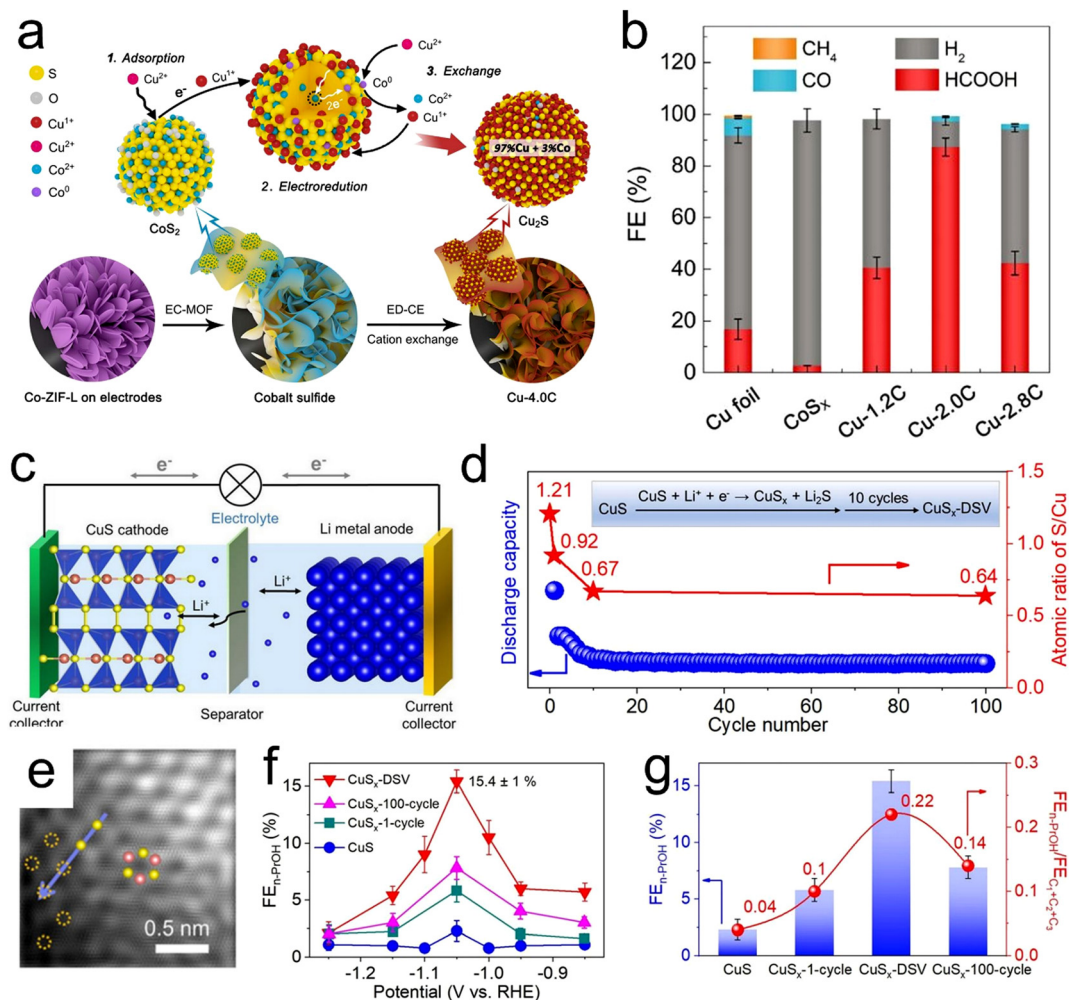 a
S
O
Cu1+
Cu2+
Co2+
Co0
1. Adsorption
Cu2+
e-
Cu1+
CoS2
2e-
2. Electroredution
Co0
3. Exchange
Co2+
Cu1+
97%Cu + 3%Co
Cu2S
EC-MOF
ED-CE
Cation exchange
Co-ZIF-L on electrodes
Cobalt sulfide
Cu-4.0C
b
CH4
H2
CO
HCOOH
FE (%)
120
100
80
60
40
20
0
Cu foil
CoSX
Cu-1.2C
Cu-2.0C
Cu-2.8C
c
e-
e-
Electrolyte
CuS cathode
Li metal anode
Li+
Li+
Current
collector
Separator
Current
collector
d
Discharge capacity
1.21
0.92
0.67
0.64
CuS
CuS + Li+ + e- → CuSx + Li2S
10 cycles
CuSx-DSV
1.5
1.0
0.5
0.0
Atomic ratio of S/Cu
0
20
40
60
80
100
Cycle number
e
0.5 nm
f
CuSx-DSV
CuSx-100-cycle
CuSx-1-cycle
CuS
15.4 ± 1 %
FEn-PrOH (%)
15
10
5
0
-1.2
-1.1
-1.0
-0.9
Potential (V vs. RHE)
g
FEn-PrOH (%)
15
10
5
0
0.04
0.1
0.22
0.14
0.3
0.2
0.1
0.0
FEn-PrOH/FEC1+C2+C3
CuS
CuSx-1-cycle
CuSx-DSV
CuSx-100-cycle